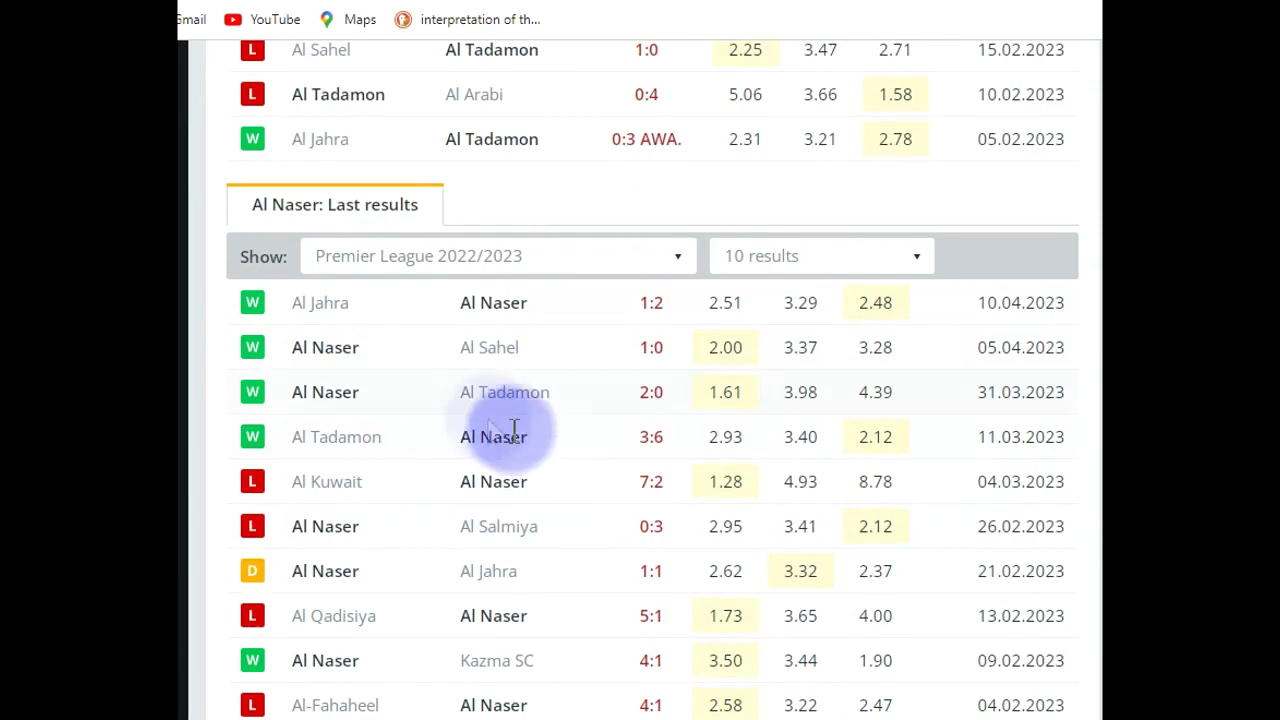 Gmail YouTube Maps interpretation of th...
L Al Sahel Al Tadamon 1:0 2.25 3.47 2.71 15.02.2023
L Al Tadamon Al Arabi 0:4 5.06 3.66 1.58 10.02.2023
W Al Jahra Al Tadamon 0:3 AWA. 2.31 3.21 2.78 05.02.2023
Al Naser: Last results
Show: Premier League 2022/2023 10 results
W Al Jahra Al Naser 1:2 2.51 3.29 2.48 10.04.2023
W Al Naser Al Sahel 1:0 2.00 3.37 3.28 05.04.2023
W Al Naser Al Tadamon 2:0 1.61 3.98 4.39 31.03.2023
W Al Tadamon Al Naser 3:6 2.93 3.40 2.12 11.03.2023
L Al Kuwait Al Naser 7:2 1.28 4.93 8.78 04.03.2023
L Al Naser Al Salmiya 0:3 2.95 3.41 2.12 26.02.2023
D Al Naser Al Jahra 1:1 2.62 3.32 2.37 21.02.2023
L Al Qadisiya Al Naser 5:1 1.73 3.65 4.00 13.02.2023
W Al Naser Kazma SC 4:1 3.50 3.44 1.90 09.02.2023
L Al-Fahaheel Al Naser 4:1 2.58 3.22 2.47 04.02.2023